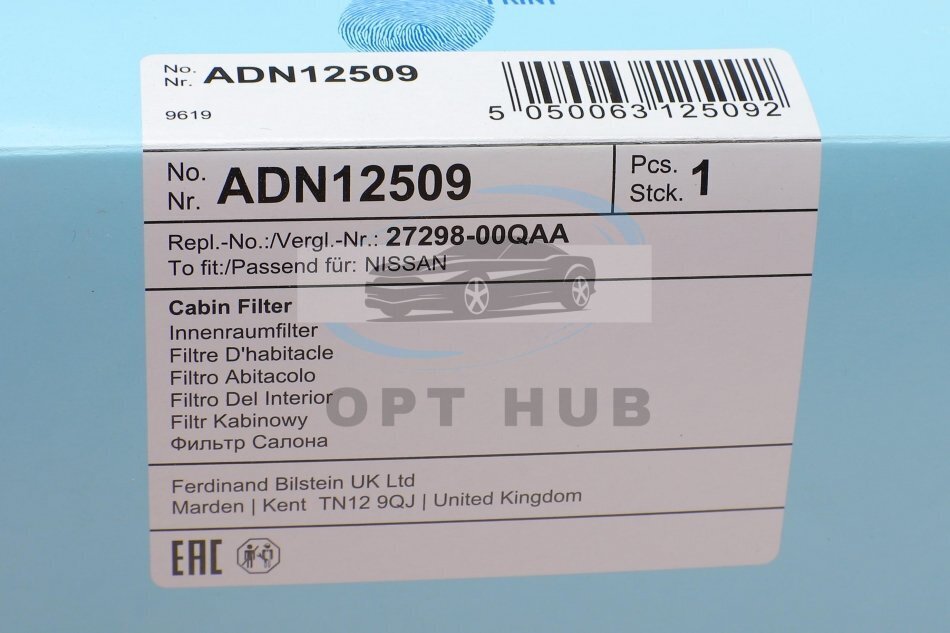 PRINT
No. ADN12509
Nr.
9619
5 050063 125092
No. ADN12509
Nr.
Pcs. 1
Stck.
Repl.-No.:/Vergl.-Nr.: 27298-00QAA
To fit:/Passend für: NISSAN
Cabin Filter
Innenraumfilter
Filtre D'habitacle
Filtro Abitacolo
Filtro Del Interior
Filtr Kabinowy
Фильтр Салона
OPT HUB
Ferdinand Bilstein UK Ltd
Marden | Kent TN12 9QJ | United Kingdom
EAC